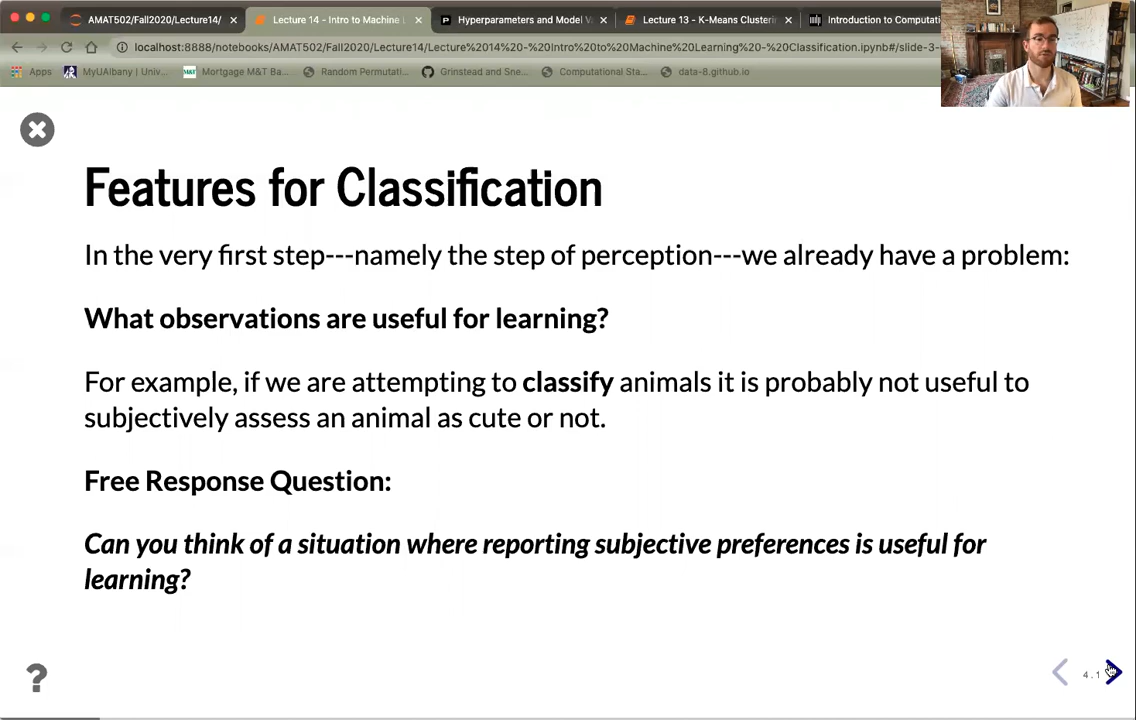 AMAT502/Fall2020/Lecture14/
Lecture 14 - Intro to Machine L
Hyperparameters and Model V
Lecture 13 - K-Means Clusterin
Introduction to Computati
localhost:8888/notebooks/AMAT502/Fall2020/Lecture14/Lecture%2014%20-%20Intro%20to%20Machine%20Learning%20-%20Classification.ipynb#/slide-3-
Apps
MyUAlbany | Univ...
M&T
Mortgage M&T Ba...
Random Permutati...
Grinstead and Sne...
Computational Sta...
data-8.github.io
Features for Classification
In the very first step---namely the step of perception---we already have a problem:
What observations are useful for learning?
For example, if we are attempting to classify animals it is probably not useful to
subjectively assess an animal as cute or not.
Free Response Question:
Can you think of a situation where reporting subjective preferences is useful for
learning?
?
4.1